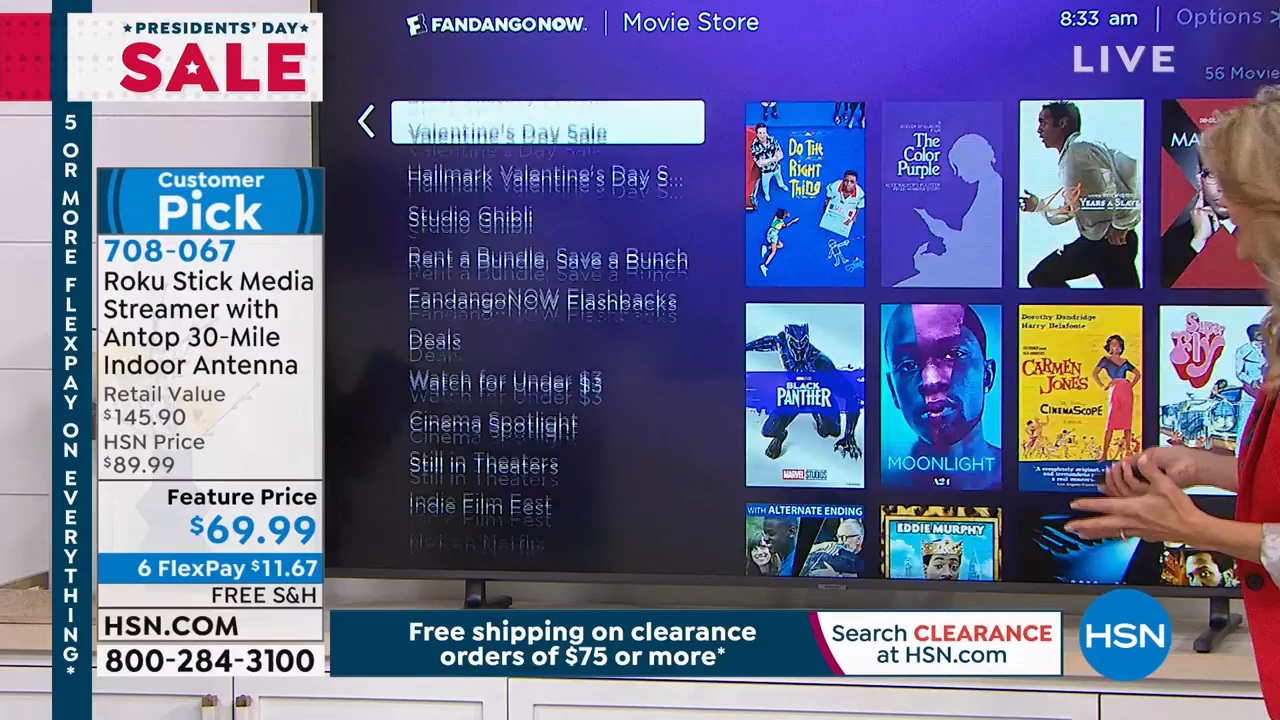 PRESIDENTS' DAY
SALE
5 OR MORE FLEXPAY ON EVERYTHING*
Customer
Pick
708-067
Roku Stick Media
Streamer with
Antop 30-Mile
Indoor Antenna
Retail Value
$145.90
HSN Price
$89.99
Feature Price
$69.99
6 FlexPay $11.67
FREE S&H
HSN.COM
800-284-3100
FANDANGONOW. | Movie Store
8:33 am | Options
LIVE
56 Movie
Valentine's Day Sale
Hallmark Valentine's Day S...
Studio Ghibli
Rent a Bundle, Save a Bunch
FandangoNOW Flashbacks
Deals
Watch for Under $3
Cinema Spotlight
Still in Theaters
Indie Film Fest
Not on Netflix
Do The
Right
Thing
The
Color
Purple
YEARS A SLAVE
MA
BLACK
PANTHER
MARVEL STUDIOS
MOONLIGHT
A24
Dorothy Dandridge
Harry Belafonte
CARMEN
JONES
CINEMASCOPE
Super
Fly
WITH ALTERNATE ENDING
EDDIE MURPHY
Free shipping on clearance
orders of $75 or more*
Search CLEARANCE
at HSN.com
HSN